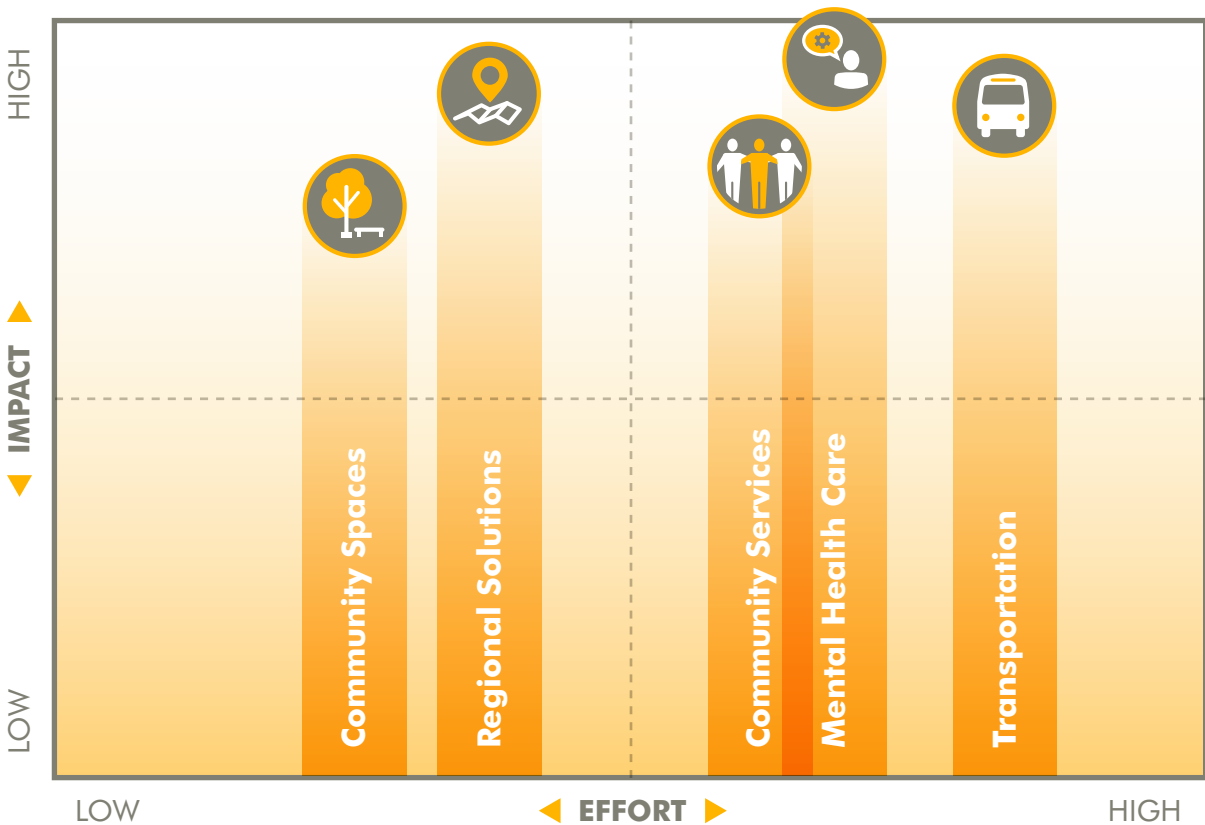 HIGH
IMPACT
LOW
Community Spaces
Regional Solutions
Community Services
Mental Health Care
Transportation
LOW
EFFORT
HIGH